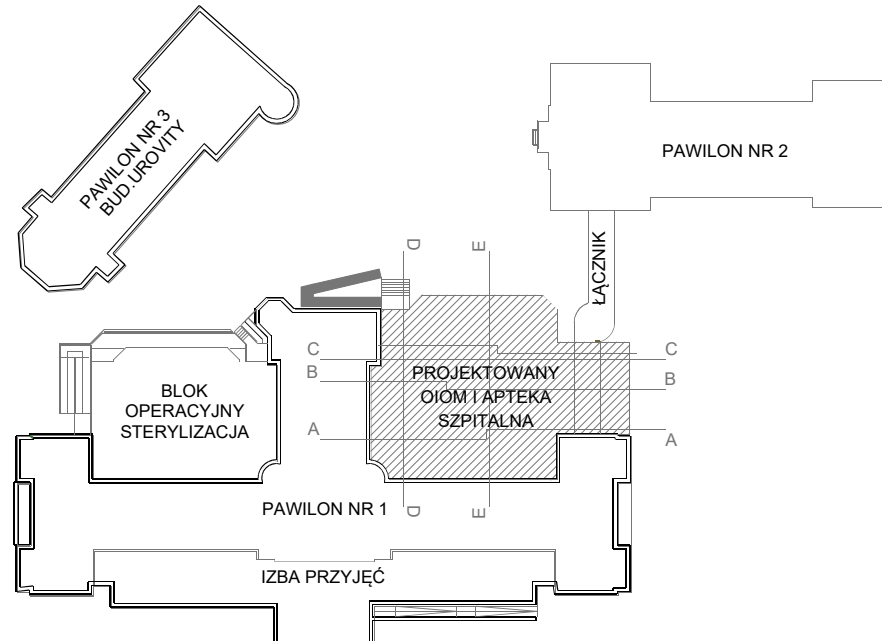 PAWILON NR 3
BUD.UROVITY
PAWILON NR 2
ŁĄCZNIK
D
E
C
C
B
B
A
A
PROJEKTOWANY
OIOM I APTEKA
SZPITALNA
BLOK
OPERACYJNY
STERYLIZACJA
D
E
PAWILON NR 1
IZBA PRZYJĘĆ